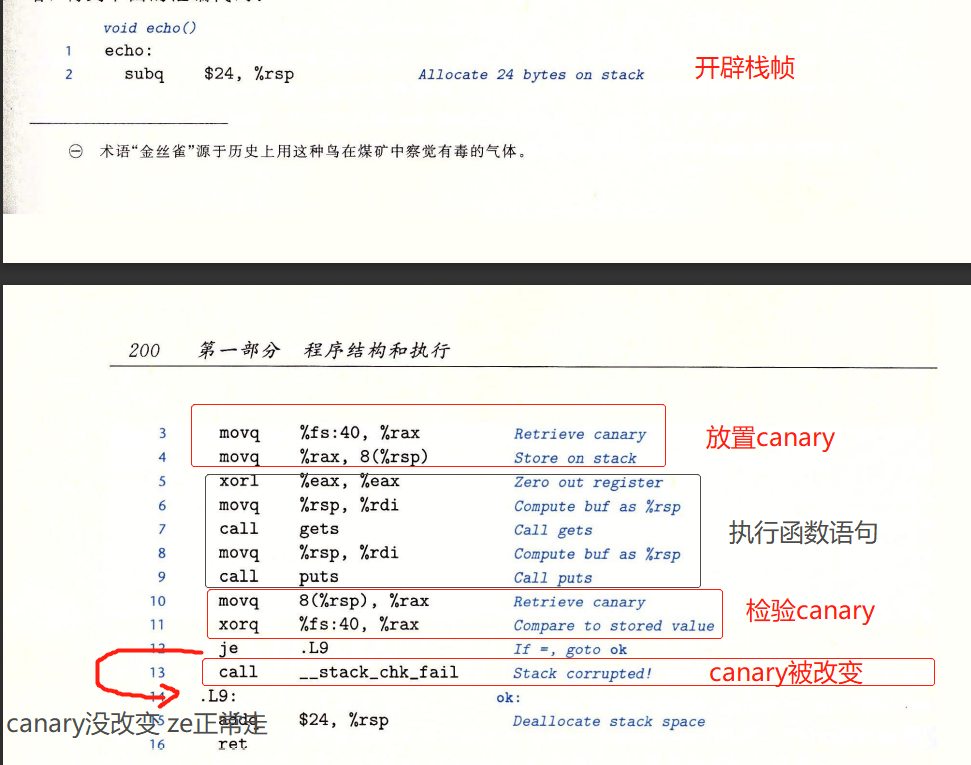 void echo()
1 echo:
2 subq $24, %rsp Allocate 24 bytes on stack 开辟栈帧
㊀ 术语“金丝雀”源于历史上用这种鸟在煤矿中察觉有毒的气体。
200 第一部分 程序结构和执行
3 movq %fs:40, %rax Retrieve canary 放置canary
4 movq %rax, 8(%rsp) Store on stack
5 xorl %eax, %eax Zero out register
6 movq %rsp, %rdi Compute buf as %rsp
7 call gets Call gets 执行函数语句
8 movq %rsp, %rdi Compute buf as %rsp
9 call puts Call puts
10 movq 8(%rsp), %rax Retrieve canary 检验canary
11 xorq %fs:40, %rax Compare to stored value
12 je .L9 If =, goto ok
13 call __stack_chk_fail Stack corrupted! canary被改变
14 .L9: ok:
canary没改变 ze正常走
15 addq $24, %rsp Deallocate stack space
16 ret